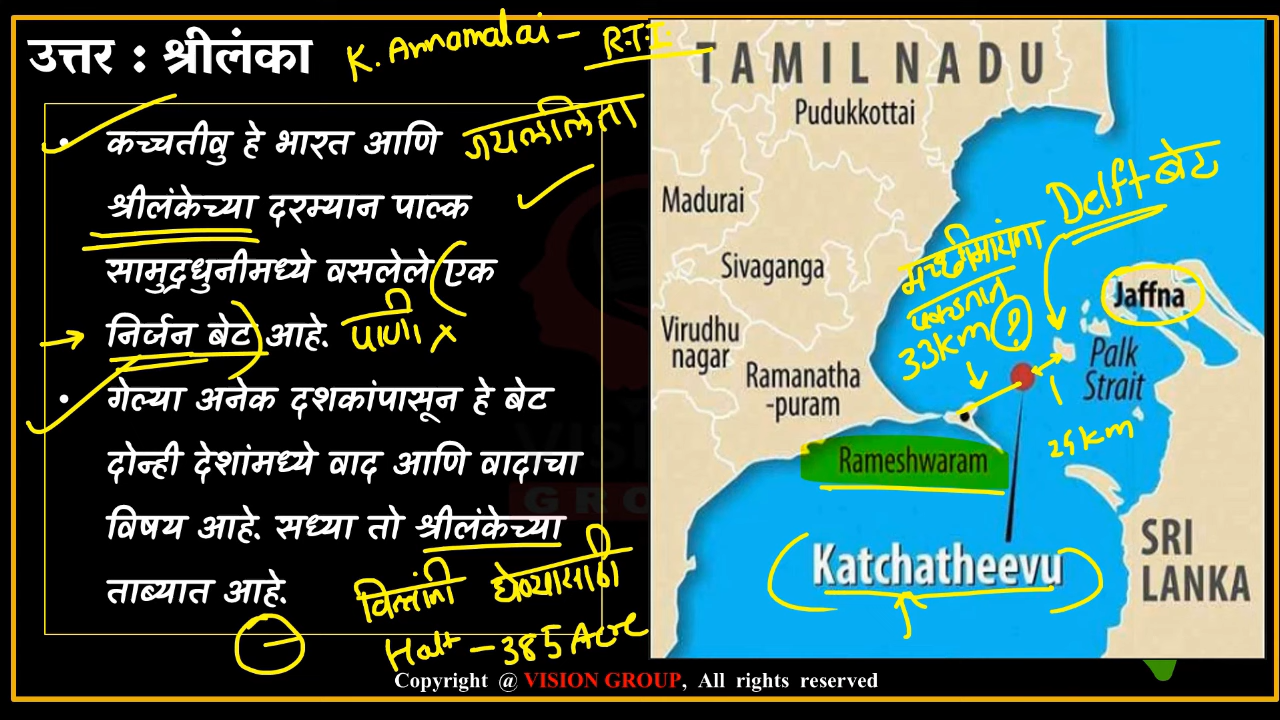 उत्तर : श्रीलंका
K. Annamalai – R.T.I.
• कच्चतीवु हे भारत आणि
जयललिता
श्रीलंकेच्या दरम्यान पाल्क
सामुद्रधुनीमध्ये वसलेले एक
निर्जन बेट आहे.
पाणी x
• गेल्या अनेक दशकांपासून हे बेट
दोन्ही देशांमध्ये वाद आणि वादाचा
विषय आहे. सध्या तो श्रीलंकेच्या
ताब्यात आहे.
घेण्यासाठी
Halt – 385 Acre
TAMIL NADU
Pudukkottai
Madurai
Delft बेट
Sivaganga
Jaffna
Virudhu
nagar
33km
?
Palk
Strait
Ramanatha
-puram
Rameshwaram
Katchatheevu
SRI
LANKA
Copyright @ VISION GROUP, All rights reserved
VISI
GRO